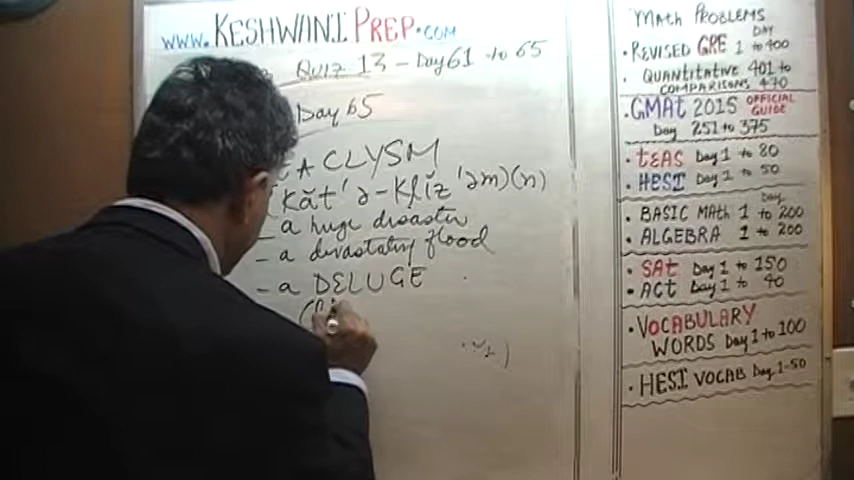 www.KESHWANIPREP.COM
Quiz 13 - Day 61 to 65
Day 65
ACLYSM
kăt'ə-klĭz'əm)(n)
- a huge disaster
- a devastating flood
- a DELUGE
MATH PROBLEMS
DAY
• REVISED GRE 1 to 400
• QUANTITATIVE 401 to
COMPARISONS 470
• GMAt 2015 OFFICIAL GUIDE
Day 251 to 375
• tEAS Day 1 to 80
• HESI Day 1 to 50
Day
• BASIC MATH 1 to 200
• ALGEBRA 1 to 200
• SAt Day 1 to 150
• ACt Day 1 to 40
• VOCABULARY
WORDS Day 1 to 100
• HESI VOCAB Day 1-50